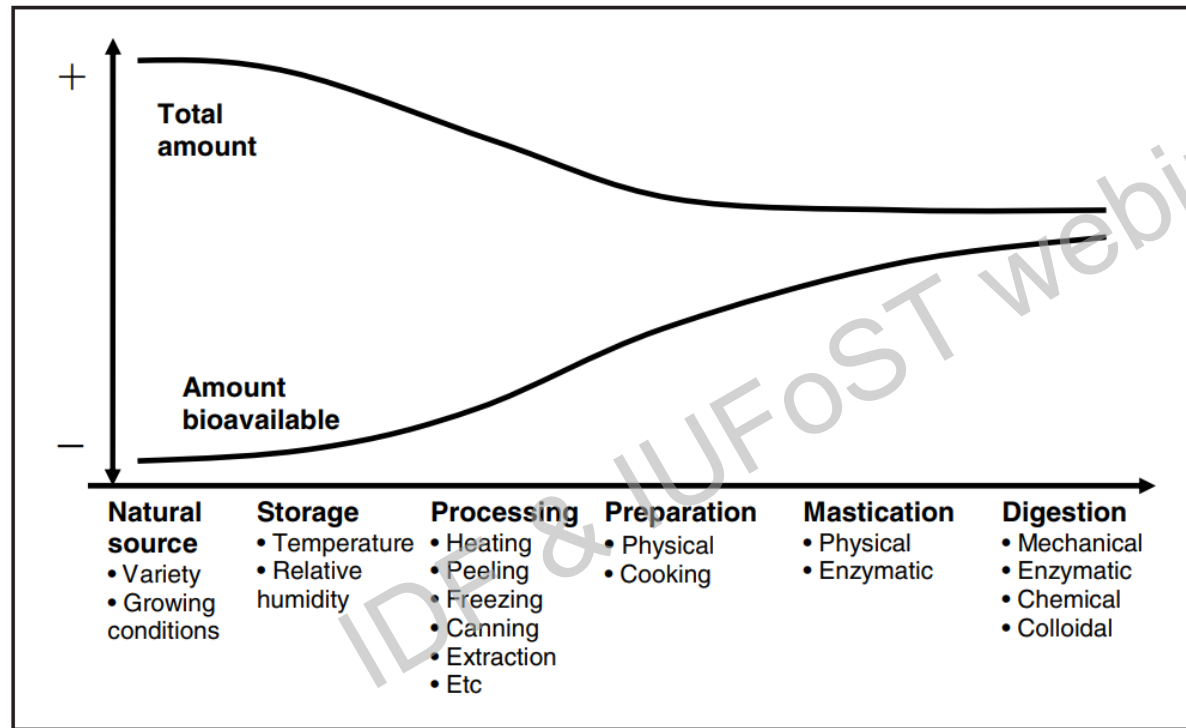 +
Total
amount
Amount
bioavailable
−
Natural
source
• Variety
• Growing
conditions
Storage
• Temperature
• Relative
humidity
Processing
• Heating
• Peeling
• Freezing
• Canning
• Extraction
• Etc
Preparation
• Physical
• Cooking
Mastication
• Physical
• Enzymatic
Digestion
• Mechanical
• Enzymatic
• Chemical
• Colloidal
IDF & IUFoST webi